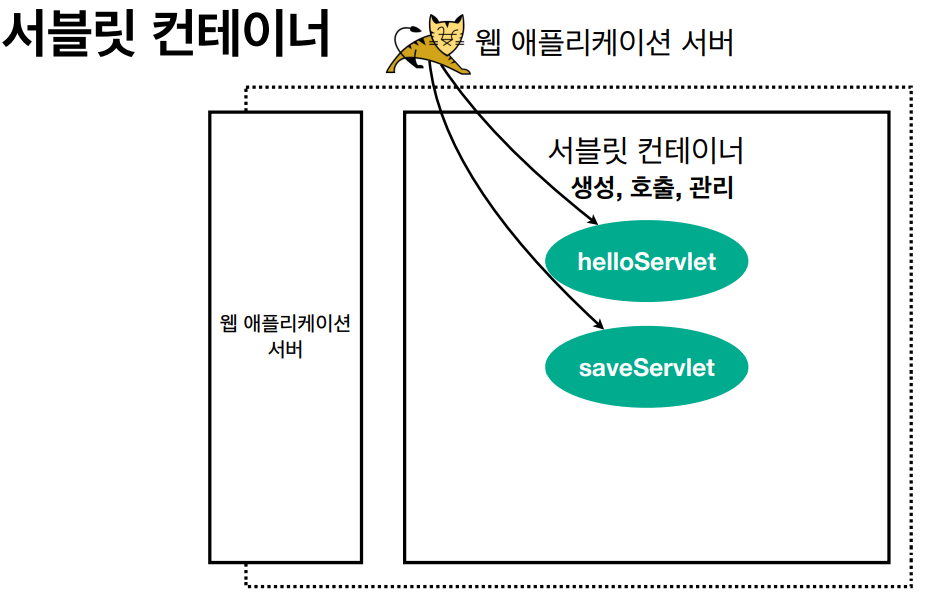 서블릿 컨테이너
웹 애플리케이션 서버
서블릿 컨테이너
생성, 호출, 관리
helloServlet
웹 애플리케이션
서버
saveServlet